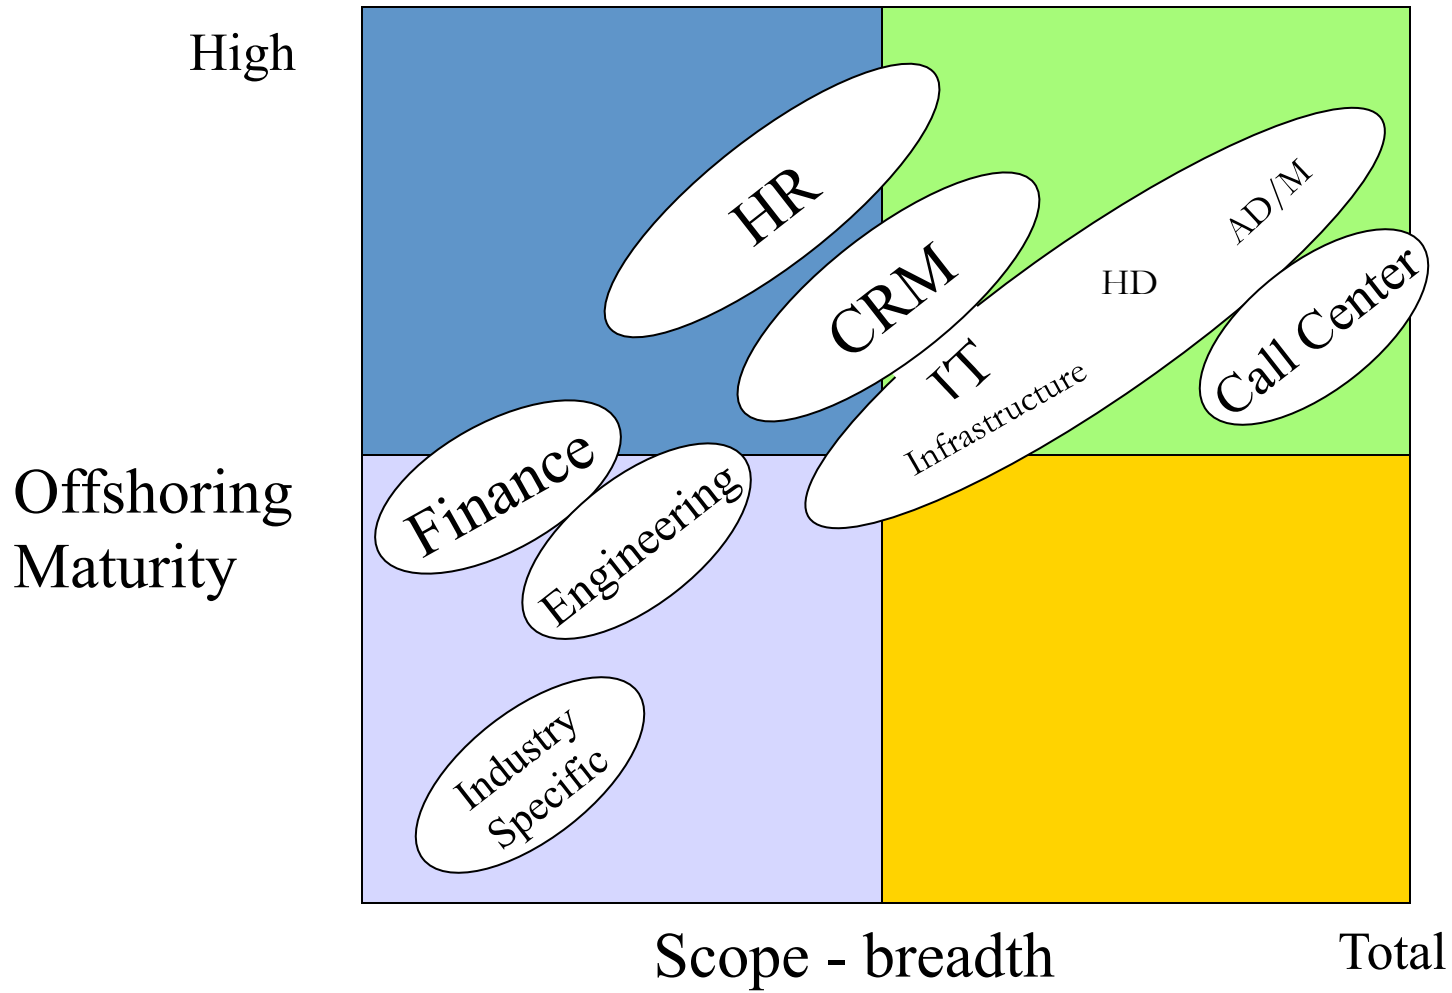 High
HR
AD/M
CRM
HD
Call Center
IT
Infrastructure
Finance
Engineering
Offshoring
Maturity
Industry
Specific
Scope - breadth
Total